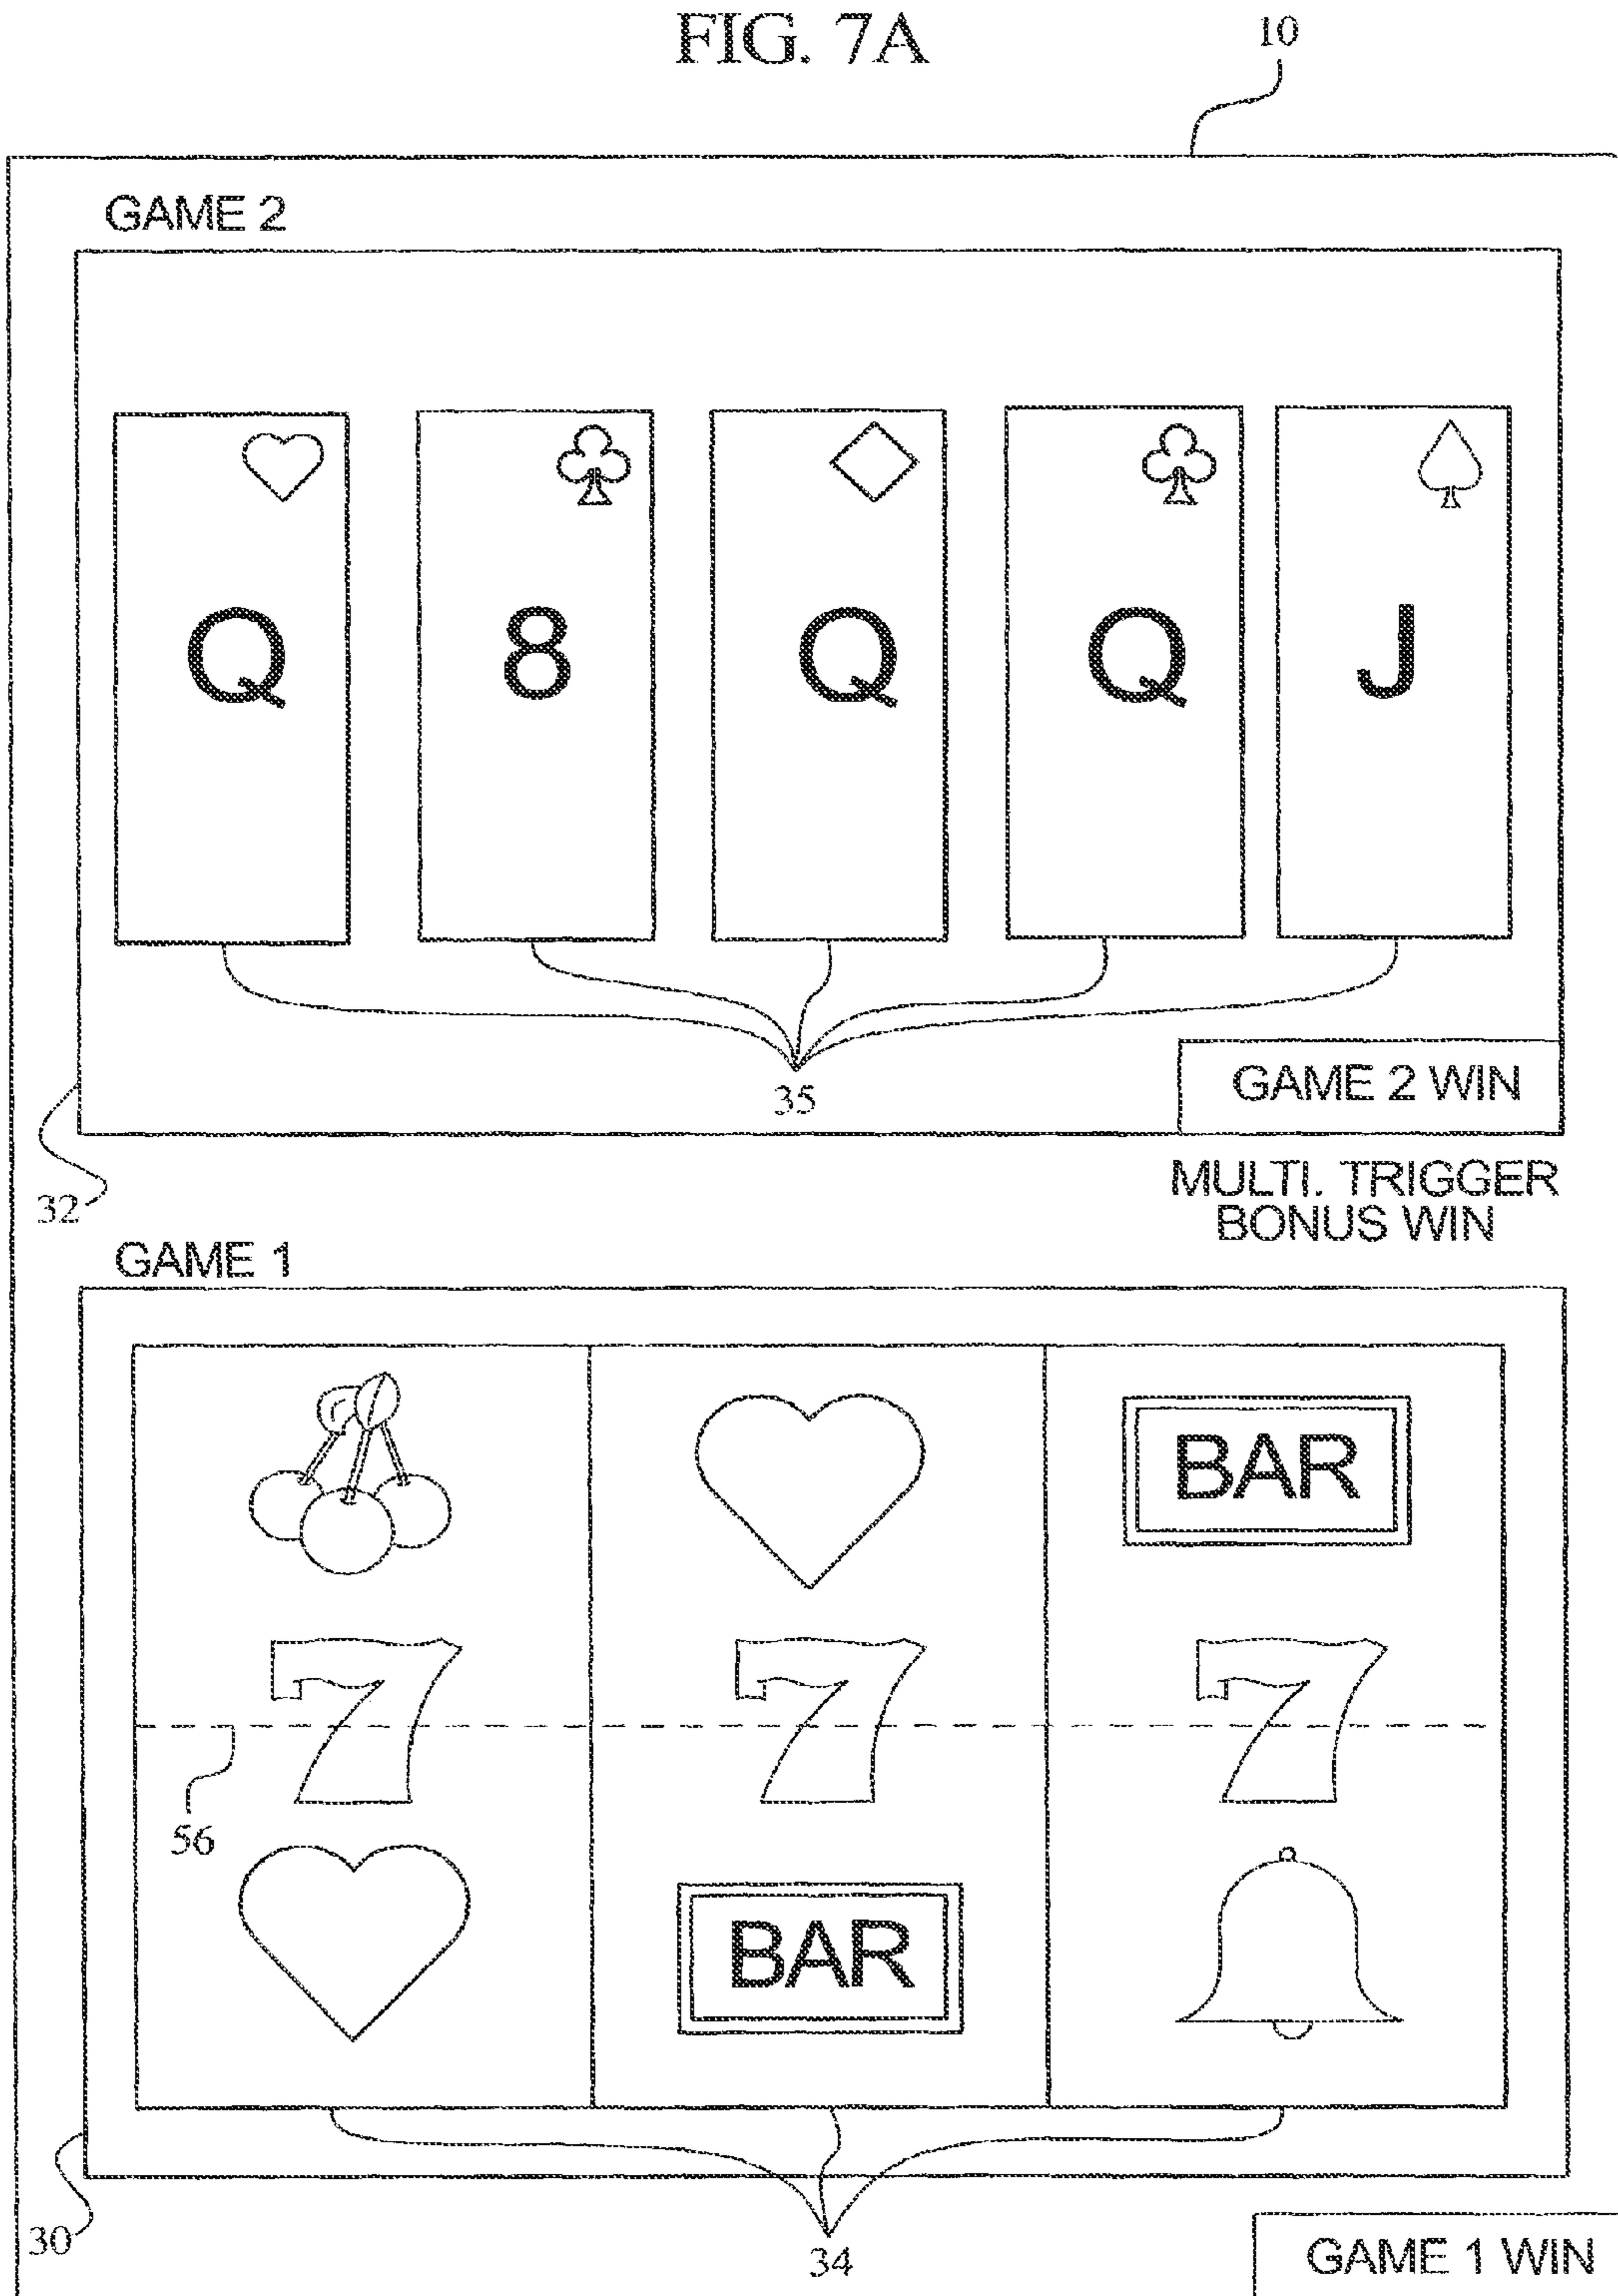 FIG. 7A
10
GAME 2
Q 8 Q Q J
35
GAME 2 WIN
32
MULTI. TRIGGER
BONUS WIN
GAME 1
BAR
7 7 7
56
BAR
30
34
GAME 1 WIN